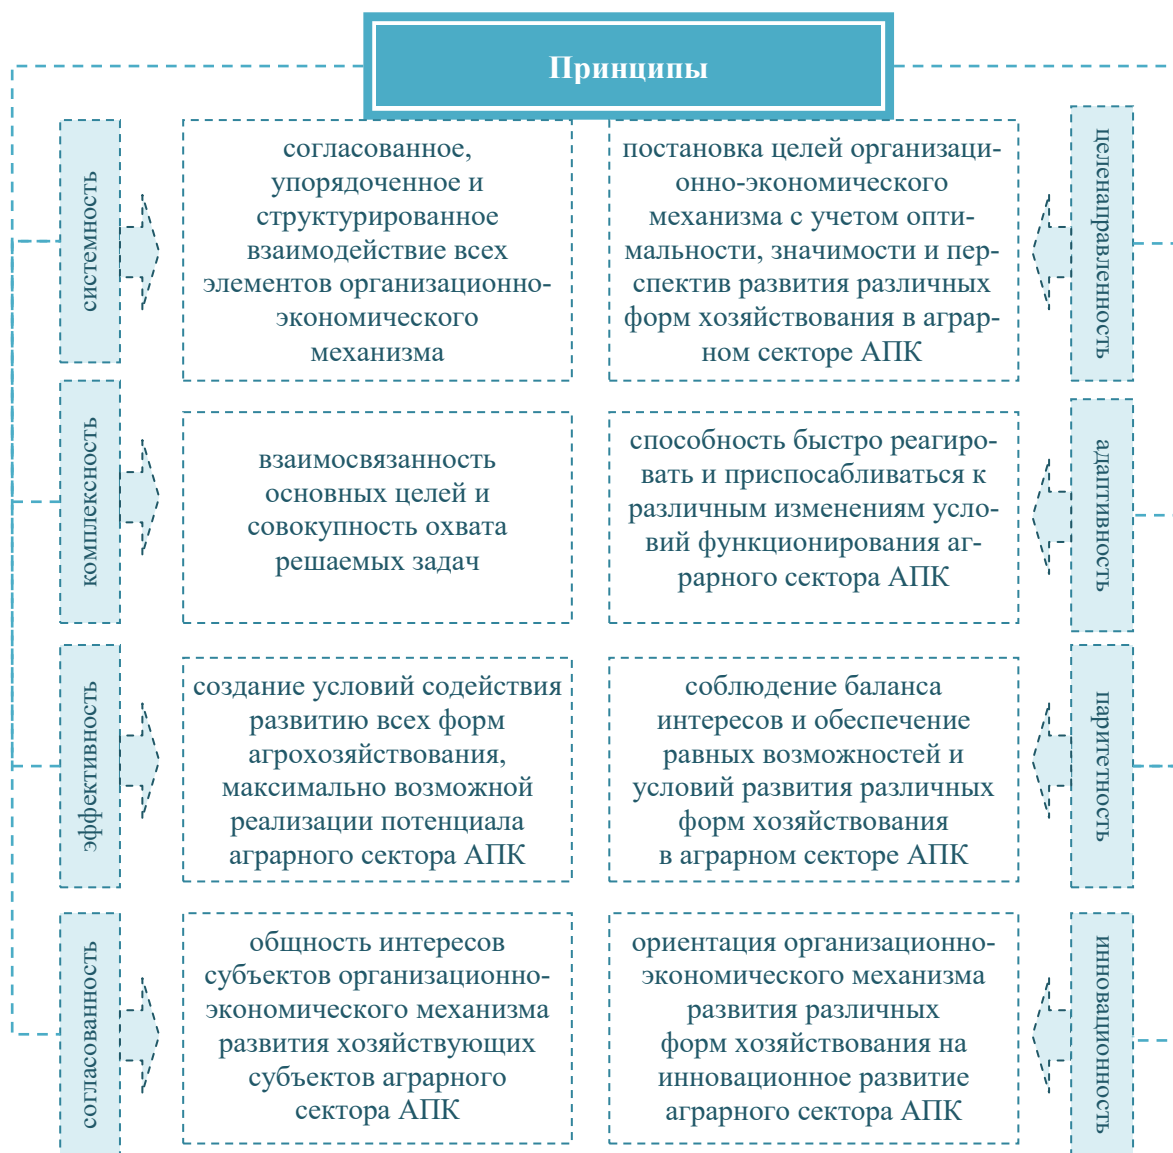 Принципы
системность
согласованное,
упорядоченное и
структурированное
взаимодействие всех
элементов организационно-
экономического
механизма
целенаправленность
постановка целей организаци-
онно-экономического
механизма с учетом опти-
мальности, значимости и пер-
спектив развития различных
форм хозяйствования в аграр-
ном секторе АПК
комплексность
взаимосвязанность
основных целей и
совокупность охвата
решаемых задач
адаптивность
способность быстро реагиро-
вать и приспосабливаться к
различным изменениям усло-
вий функционирования аг-
рарного сектора АПК
эффективность
создание условий содействия
развитию всех форм
агрохозяйствования,
максимально возможной
реализации потенциала
аграрного сектора АПК
паритетность
соблюдение баланса
интересов и обеспечение
равных возможностей и
условий развития различных
форм хозяйствования
в аграрном секторе АПК
согласованность
общность интересов
субъектов организационно-
экономического механизма
развития хозяйствующих
субъектов аграрного
сектора АПК
инновационность
ориентация организационно-
экономического механизма
развития различных
форм хозяйствования на
инновационное развитие
аграрного сектора АПК